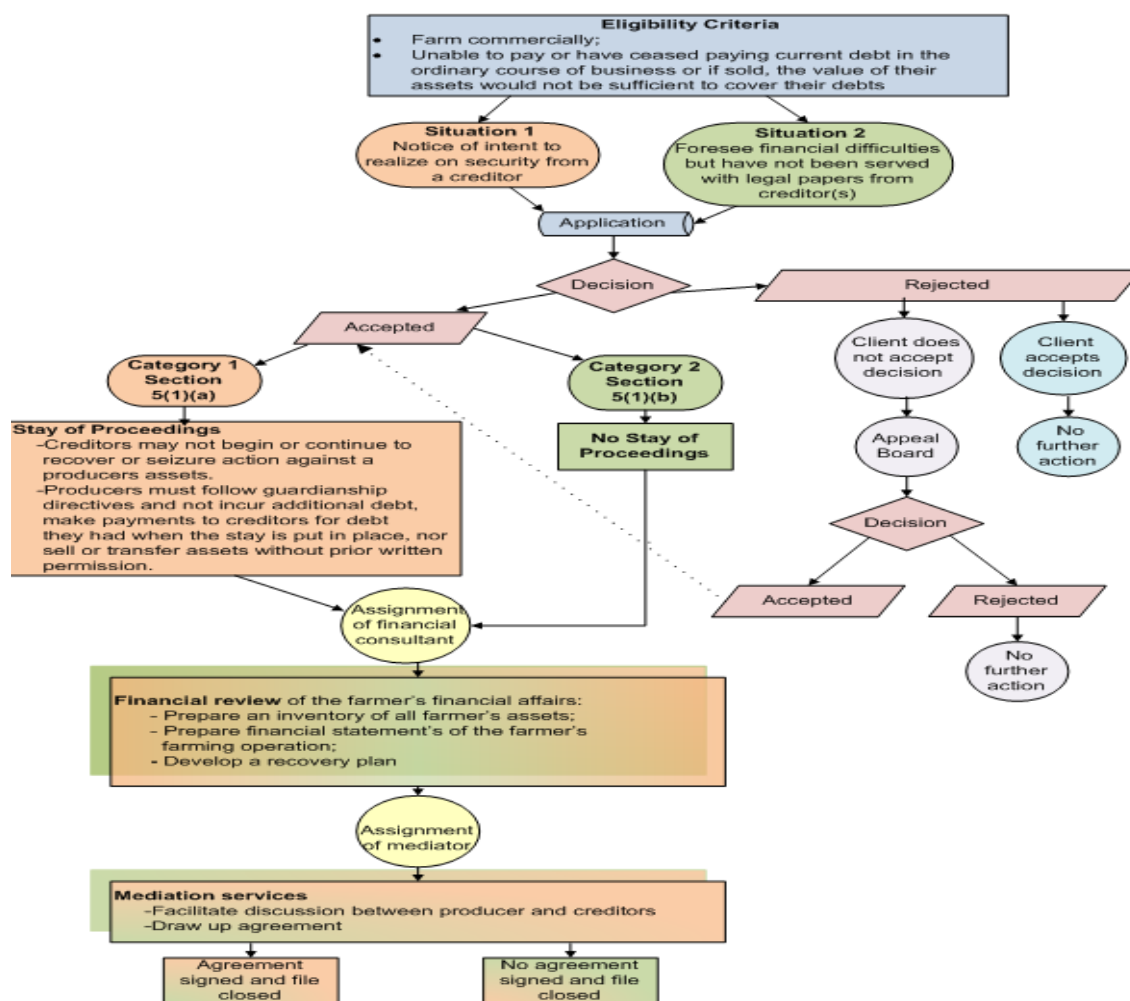 Eligibility Criteria
• Farm commercially;
• Unable to pay or have ceased paying current debt in the
ordinary course of business or if sold, the value of their
assets would not be sufficient to cover their debts
Situation 1
Notice of intent to
realize on security from
a creditor
Situation 2
Foresee financial difficulties
but have not been served
with legal papers from
creditor(s)
Application
Decision
Accepted
Rejected
Category 1
Section
5(1)(a)
Category 2
Section
5(1)(b)
Client does
not accept
decision
Client
accepts
decision
Stay of Proceedings
-Creditors may not begin or continue to
recover or seizure action against a
producers assets.
-Producers must follow guardianship
directives and not incur additional debt,
make payments to creditors for debt
they had when the stay is put in place, nor
sell or transfer assets without prior written
permission.
No Stay of
Proceedings
Appeal
Board
No
further
action
Decision
Accepted
Rejected
No
further
action
Assignment
of financial
consultant
Financial review of the farmer's financial affairs:
- Prepare an inventory of all farmer's assets;
- Prepare financial statement's of the farmer's
farming operation;
- Develop a recovery plan
Assignment
of mediator
Mediation services
-Facilitate discussion between producer and creditors
-Draw up agreement
Agreement
signed and file
closed
No agreement
signed and file
closed